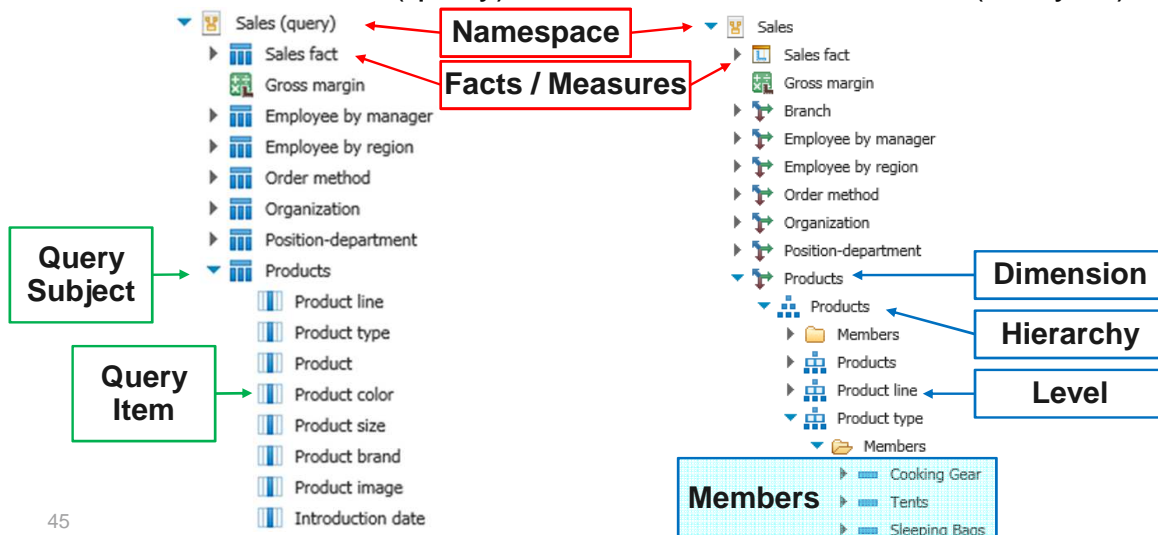 Sales (query)
Sales fact
Gross margin
Employee by manager
Employee by region
Order method
Organization
Position-department
Products
Product line
Product type
Product
Product color
Product size
Product brand
Product image
Introduction date
Query
Subject
Query
Item
Namespace
Facts / Measures
Sales
Sales fact
Gross margin
Branch
Employee by manager
Employee by region
Order method
Organization
Position-department
Products
Products
Members
Products
Product line
Product type
Members
Cooking Gear
Tents
Sleeping Bags
Dimension
Hierarchy
Level
Members
45